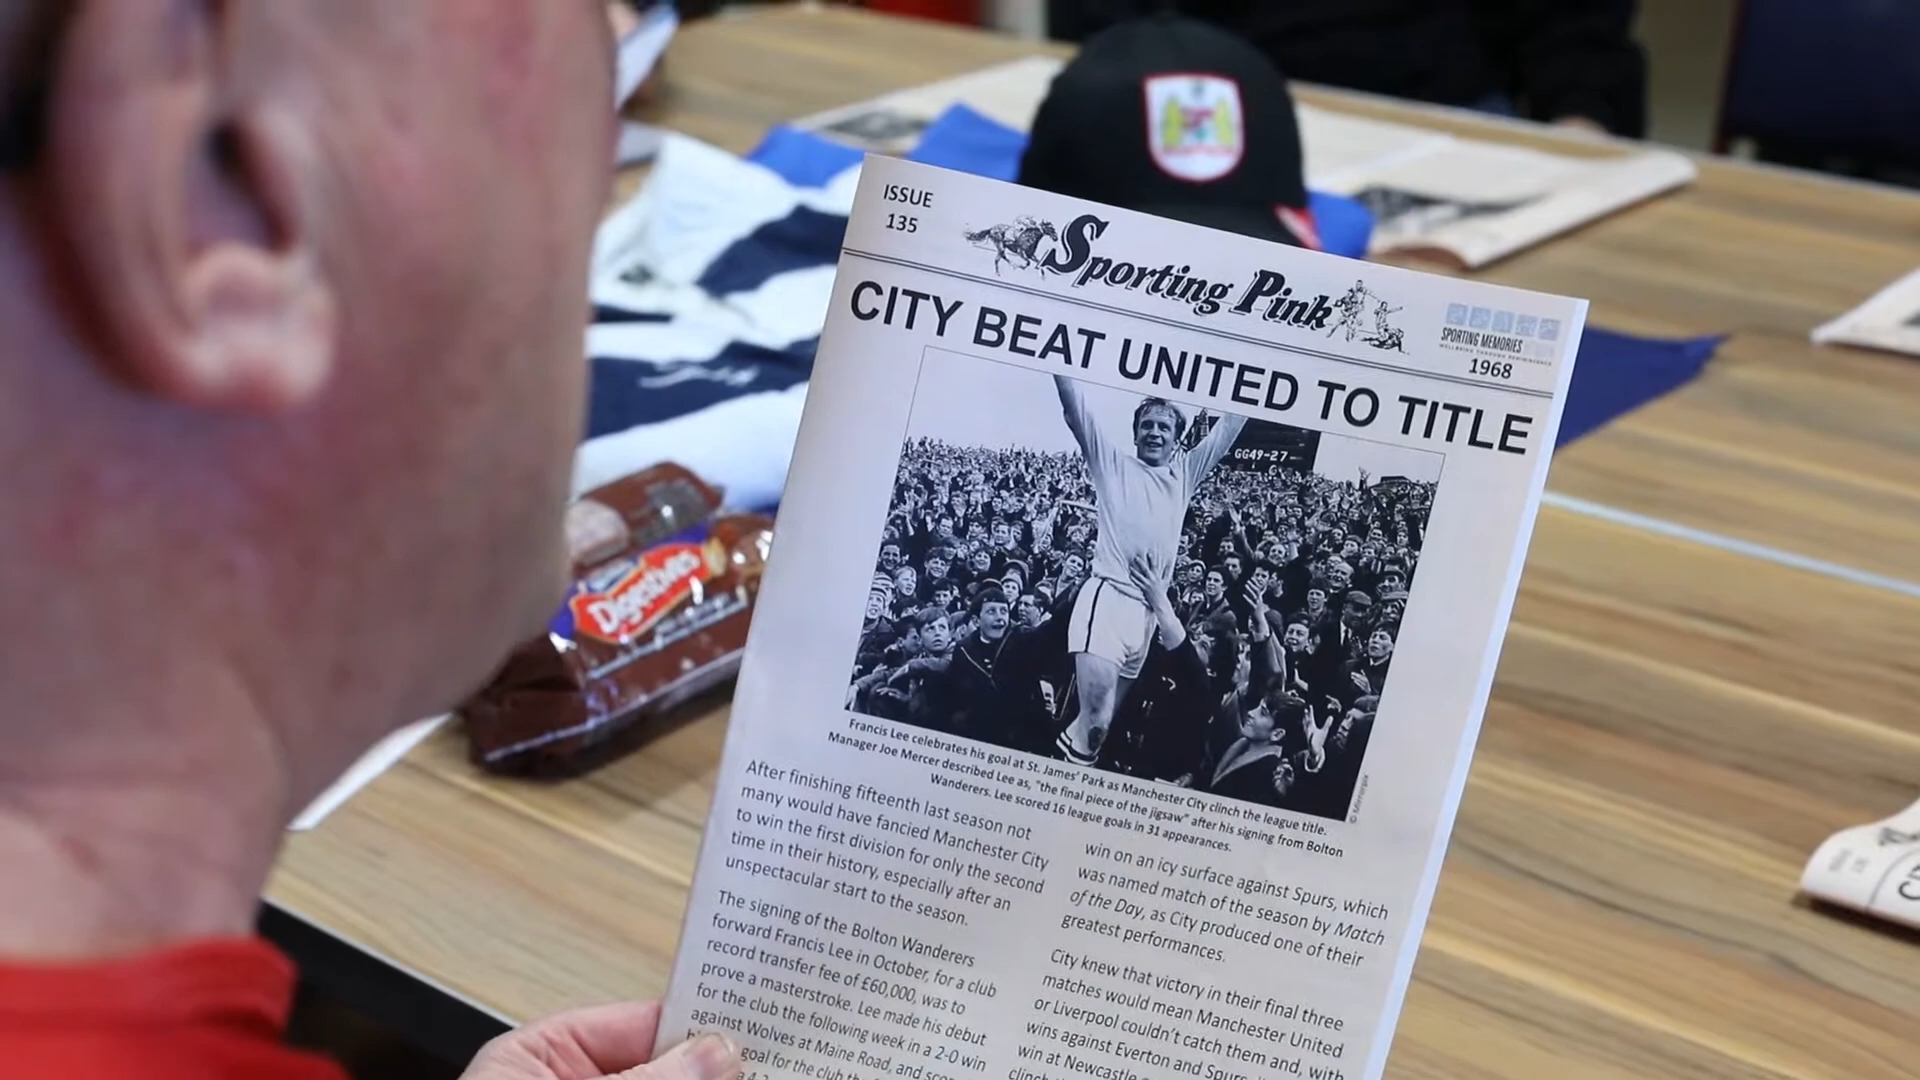 ISSUE
135
Sporting Pink
SPORTING MEMORIES
1968
CITY BEAT UNITED TO TITLE
GG49-27
Francis Lee celebrates his goal at St. James' Park as Manchester City clinch the league title.
Manager Joe Mercer described Lee as, "the final piece of the jigsaw" after his signing from Bolton
Wanderers. Lee scored 16 league goals in 31 appearances.
© Mirrorpix
After finishing fifteenth last season not
many would have fancied Manchester City
to win the first division for only the second
time in their history, especially after an
unspectacular start to the season.
The signing of the Bolton Wanderers
forward Francis Lee in October, for a club
record transfer fee of £60,000, was to
prove a masterstroke. Lee made his debut
for the club the following week in a 2-0 win
against Wolves at Maine Road, and
goal for the club
win on an icy surface against Spurs, which
was named match of the season by Match
of the Day, as City produced one of their
greatest performances.
City knew that victory in their final three
matches would mean Manchester United
or Liverpool couldn't catch them and, with
wins against Everton and Spurs,
win at Newcastle
Digestives